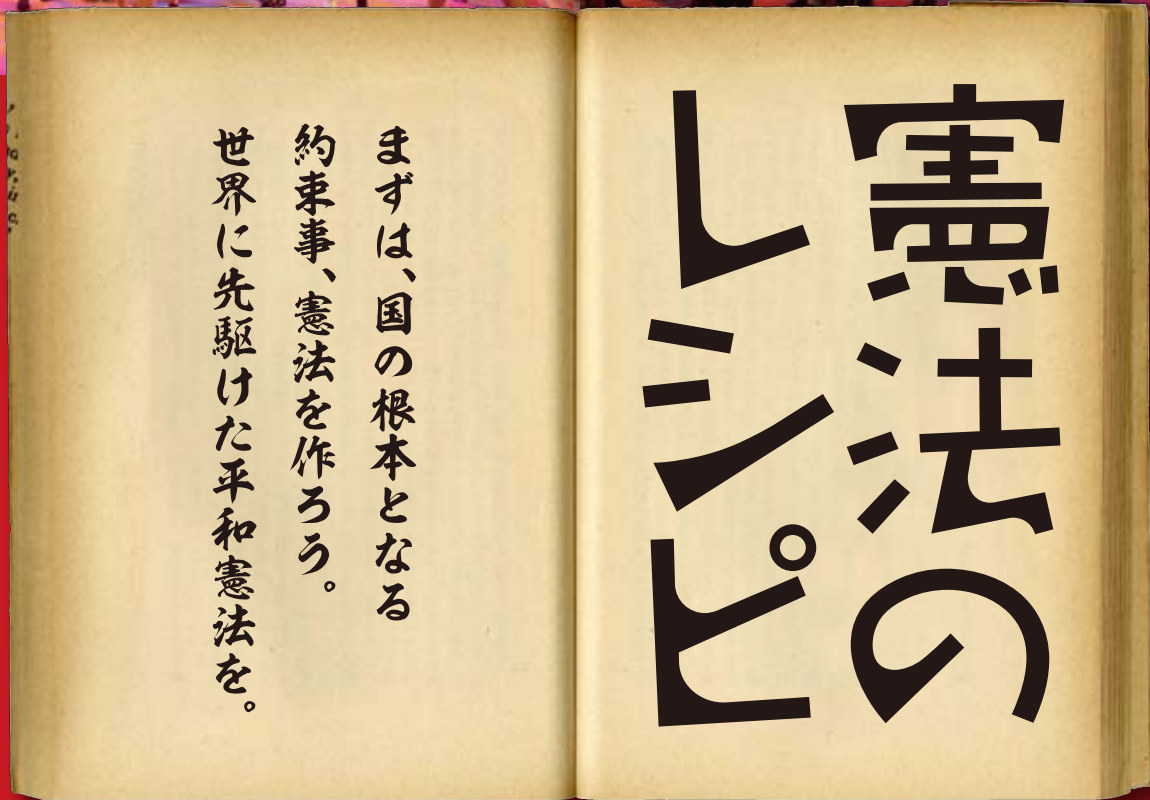 憲法の
レシピ
まずは、国の根本となる
約束事、憲法を作ろう。
世界に先駆けた平和憲法を。